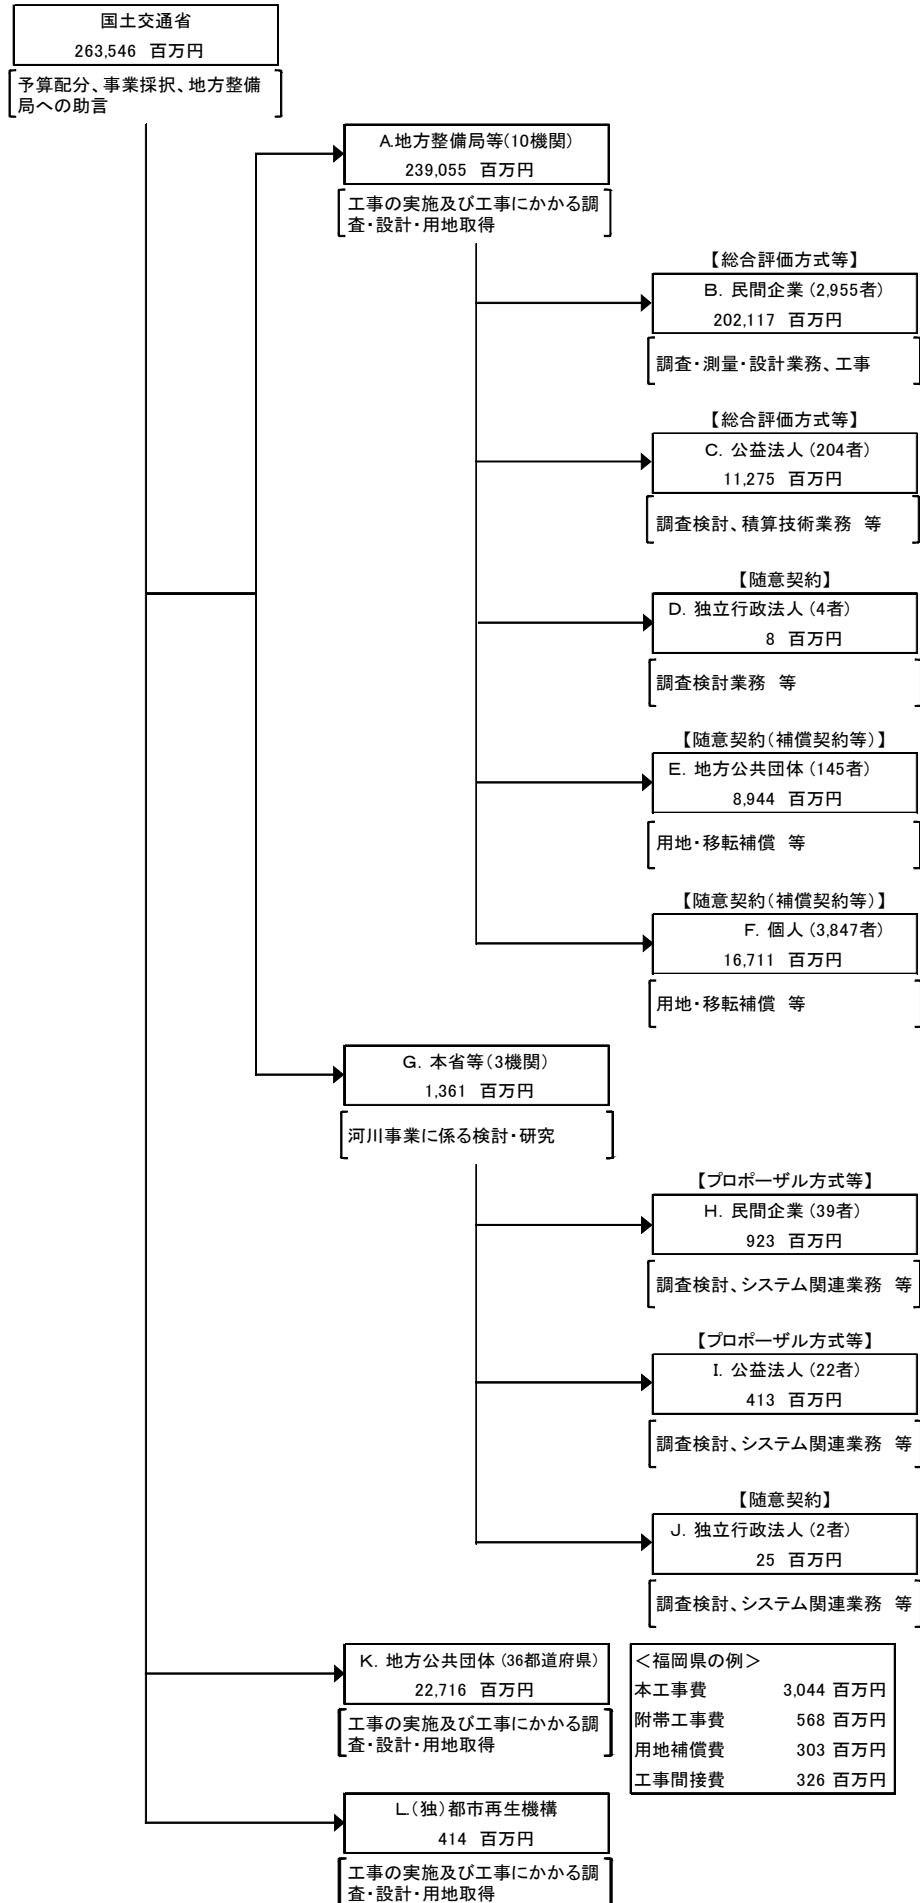 国土交通省
263,546 百万円
予算配分、事業採択、地方整備
局への助言
A.地方整備局等(10機関)
239,055 百万円
工事の実施及び工事にかかる調
査・設計・用地取得
【総合評価方式等】
B. 民間企業(2,955者)
202,117 百万円
調査・測量・設計業務、工事
【総合評価方式等】
C. 公益法人(204者)
11,275 百万円
調査検討、積算技術業務 等
【随意契約】
D. 独立行政法人(4者)
8 百万円
調査検討業務 等
【随意契約(補償契約等)】
E. 地方公共団体(145者)
8,944 百万円
用地・移転補償 等
【随意契約(補償契約等)】
F. 個人(3,847者)
16,711 百万円
用地・移転補償 等
G. 本省等(3機関)
1,361 百万円
河川事業に係る検討・研究
【プロポーザル方式等】
H. 民間企業(39者)
923 百万円
調査検討、システム関連業務 等
【プロポーザル方式等】
I. 公益法人(22者)
413 百万円
調査検討、システム関連業務 等
【随意契約】
J. 独立行政法人(2者)
25 百万円
調査検討、システム関連業務 等
K. 地方公共団体(36都道府県)
22,716 百万円
工事の実施及び工事にかかる調
査・設計・用地取得
<福岡県の例>
本工事費 3,044 百万円
附帯工事費 568 百万円
用地補償費 303 百万円
工事間接費 326 百万円
L.(独)都市再生機構
414 百万円
工事の実施及び工事にかかる調
査・設計・用地取得